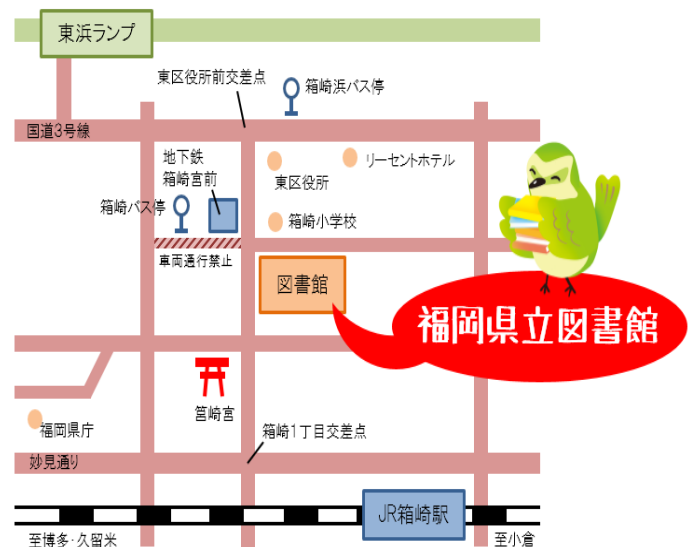 東浜ランプ
東区役所前交差点
箱崎浜バス停
国道3号線
地下鉄
箱崎宮前
リーセントホテル
東区役所
箱崎バス停
箱崎小学校
車両通行禁止
図書館
福岡県立図書館
筥崎宮
福岡県庁
箱崎1丁目交差点
妙見通り
JR箱崎駅
至博多・久留米
至小倉